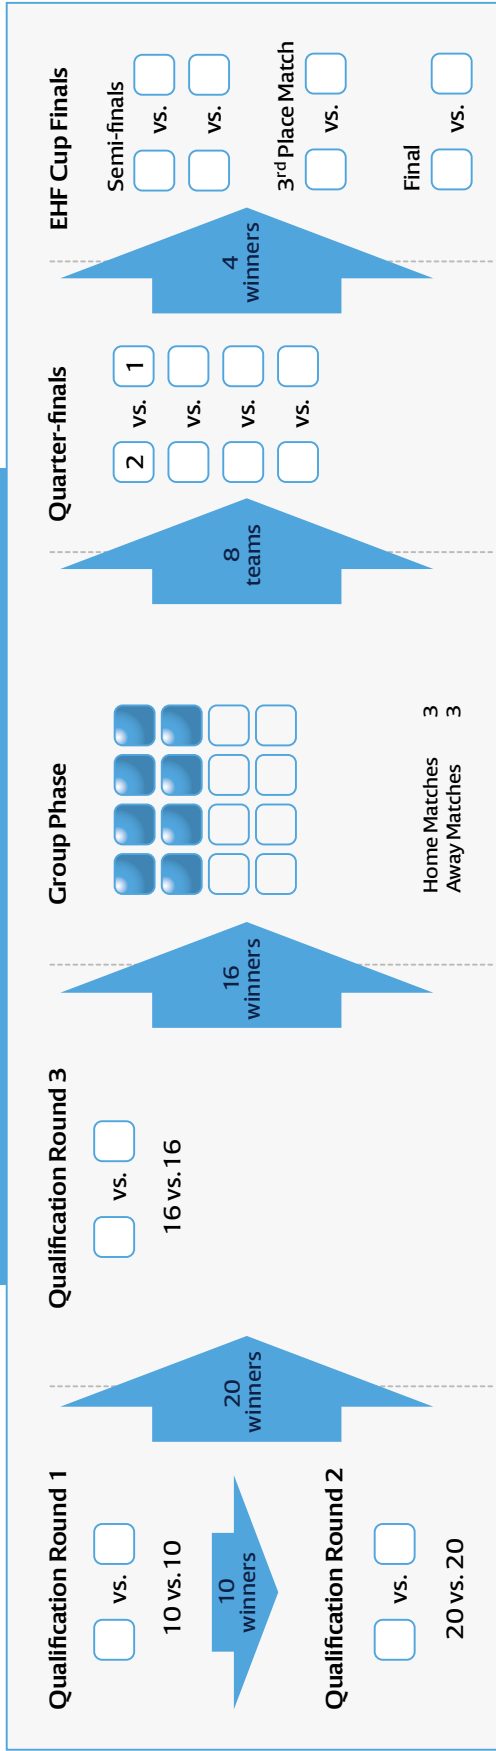 Qualification Round 1
vs.
10 vs. 10
10
winners
Qualification Round 2
vs.
20 vs. 20
20
winners
Qualification Round 3
vs.
16 vs. 16
16
winners
Group Phase
Home Matches 3
Away Matches 3
8
teams
Quarter-finals
2 vs. 1
vs.
vs.
vs.
4
winners
EHF Cup Finals
Semi-finals
vs.
vs.
3rd Place Match
vs.
Final
vs.